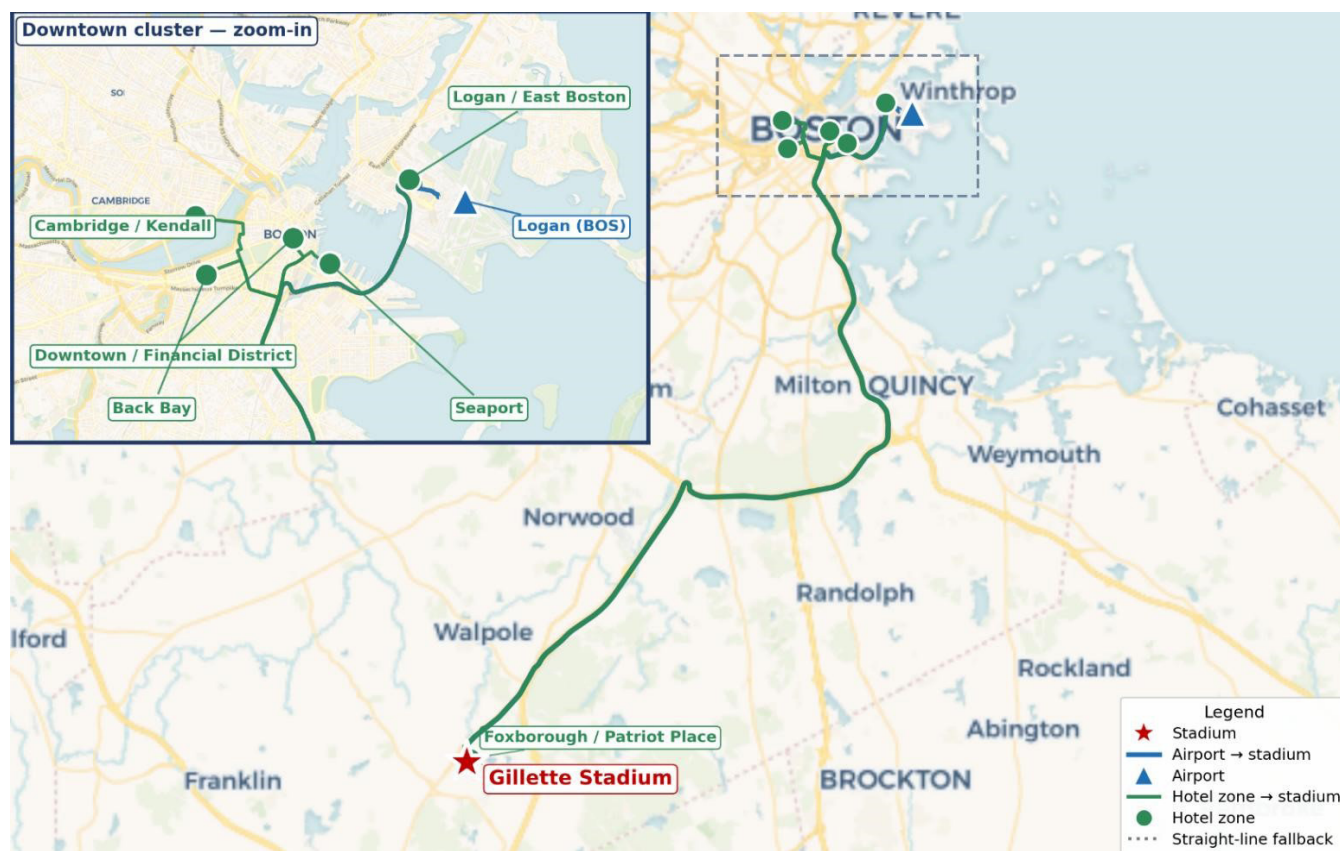 Downtown cluster — zoom-in
REVERE
SO
Logan / East Boston
Winthrop
BOSTON
CAMBRIDGE
Cambridge / Kendall
Logan (BOS)
Downtown / Financial District
Back Bay
Seaport
Milton
QUINCY
Cohasset
Weymouth
Norwood
Randolph
Walpole
lford
Rockland
Foxborough / Patriot Place
Abington
Gillette Stadium
Franklin
BROCKTON
Legend
Stadium
Airport → stadium
Airport
Hotel zone → stadium
Hotel zone
Straight-line fallback